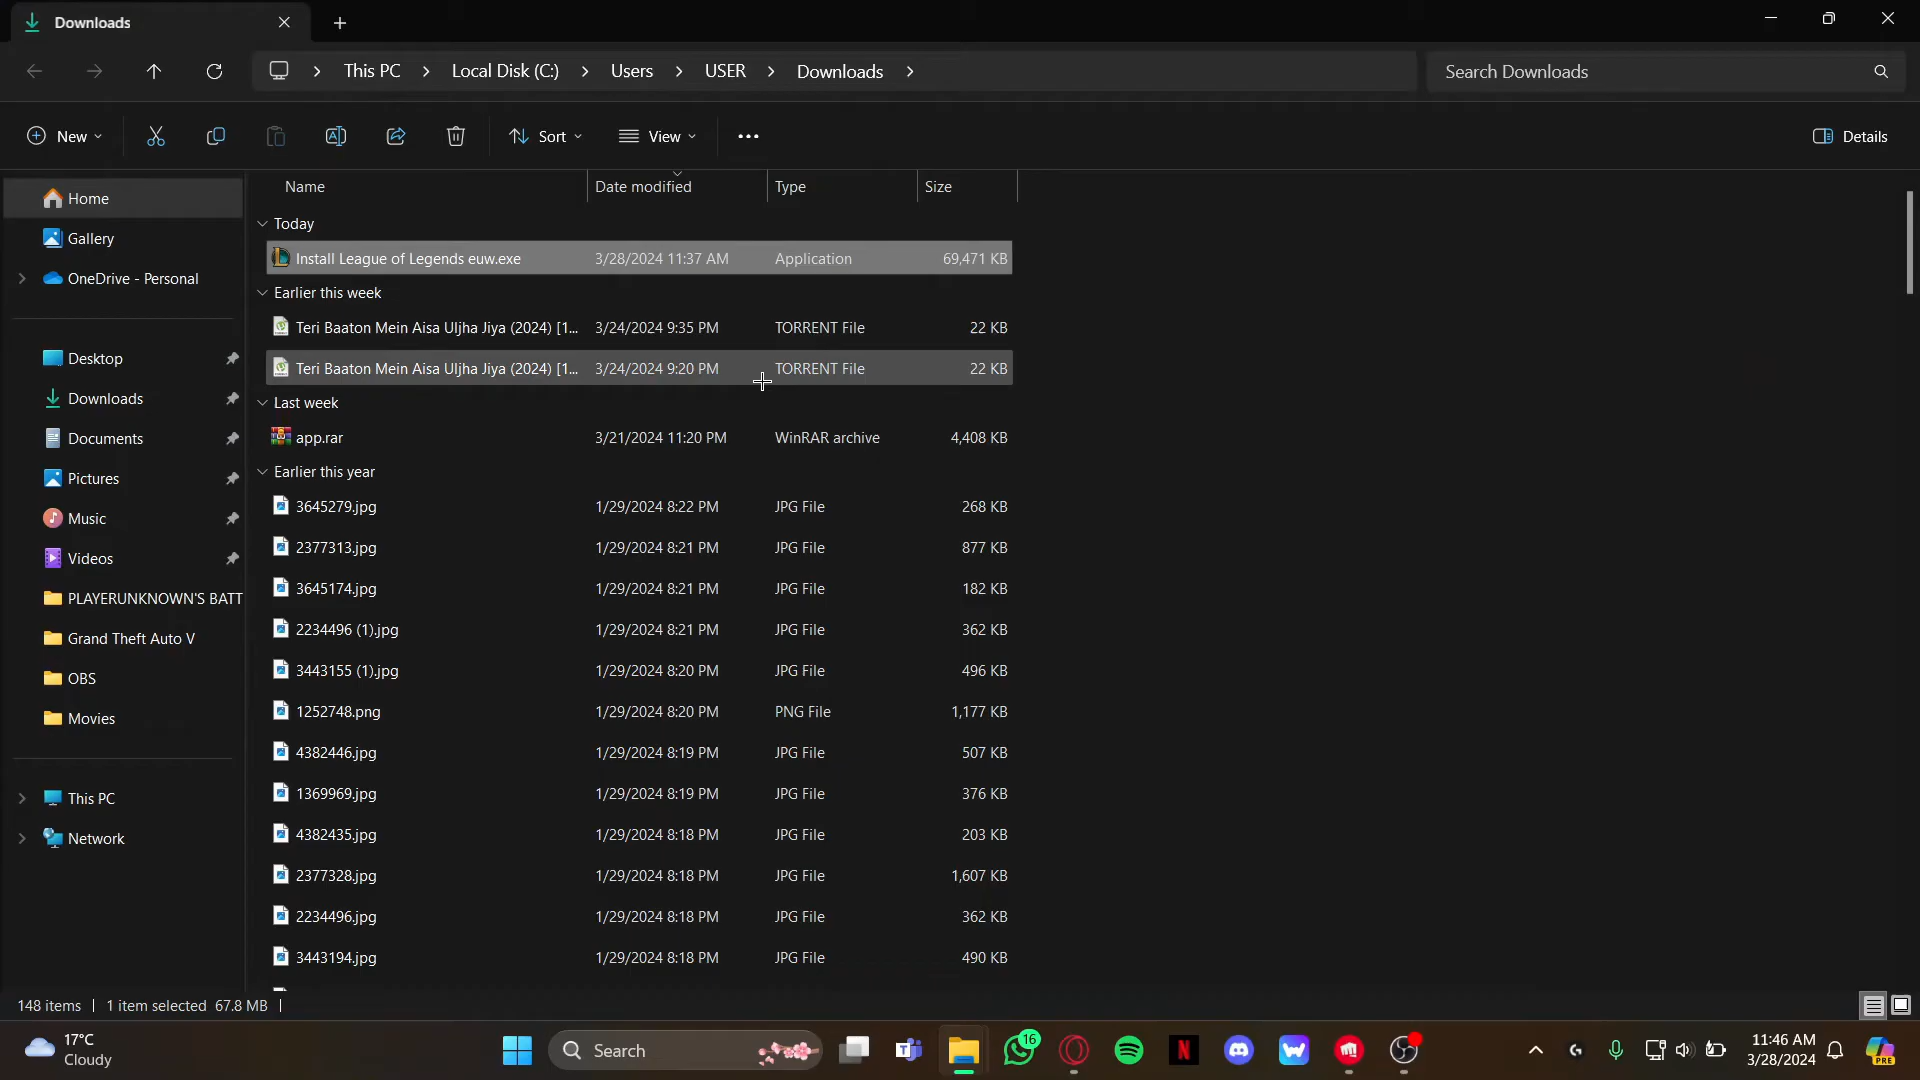 Downloads
This PC Local Disk (C:) Users USER Downloads
Search Downloads
New Sort View Details
Name Date modified Type Size
Home
Gallery
OneDrive - Personal
Desktop
Downloads
Documents
Pictures
Music
Videos
PLAYERUNKNOWN'S BATT
Grand Theft Auto V
OBS
Movies
This PC
Network
Today
Install League of Legends euw.exe 3/28/2024 11:37 AM Application 69,471 KB
Earlier this week
Teri Baaton Mein Aisa Uljha Jiya (2024) [1... 3/24/2024 9:35 PM TORRENT File 22 KB
Teri Baaton Mein Aisa Uljha Jiya (2024) [1... 3/24/2024 9:20 PM TORRENT File 22 KB
Last week
app.rar 3/21/2024 11:20 PM WinRAR archive 4,408 KB
Earlier this year
3645279.jpg 1/29/2024 8:22 PM JPG File 268 KB
2377313.jpg 1/29/2024 8:21 PM JPG File 877 KB
3645174.jpg 1/29/2024 8:21 PM JPG File 182 KB
2234496 (1).jpg 1/29/2024 8:21 PM JPG File 362 KB
3443155 (1).jpg 1/29/2024 8:20 PM JPG File 496 KB
1252748.png 1/29/2024 8:20 PM PNG File 1,177 KB
4382446.jpg 1/29/2024 8:19 PM JPG File 507 KB
1369969.jpg 1/29/2024 8:19 PM JPG File 376 KB
4382435.jpg 1/29/2024 8:18 PM JPG File 203 KB
2377328.jpg 1/29/2024 8:18 PM JPG File 1,607 KB
2234496.jpg 1/29/2024 8:18 PM JPG File 362 KB
3443194.jpg 1/29/2024 8:18 PM JPG File 490 KB
148 items 1 item selected 67.8 MB
17°C
Cloudy
Search
16
11:46 AM
3/28/2024
PRE